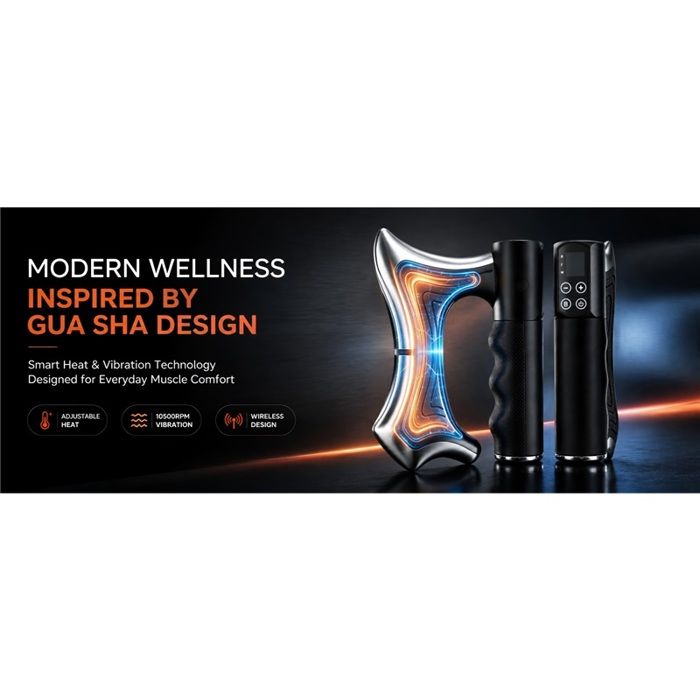 MODERN WELLNESS
INSPIRED BY
GUA SHA DESIGN
Smart Heat & Vibration Technology
Designed for Everyday Muscle Comfort
ADJUSTABLE
HEAT
10500RPM
VIBRATION
WIRELESS
DESIGN